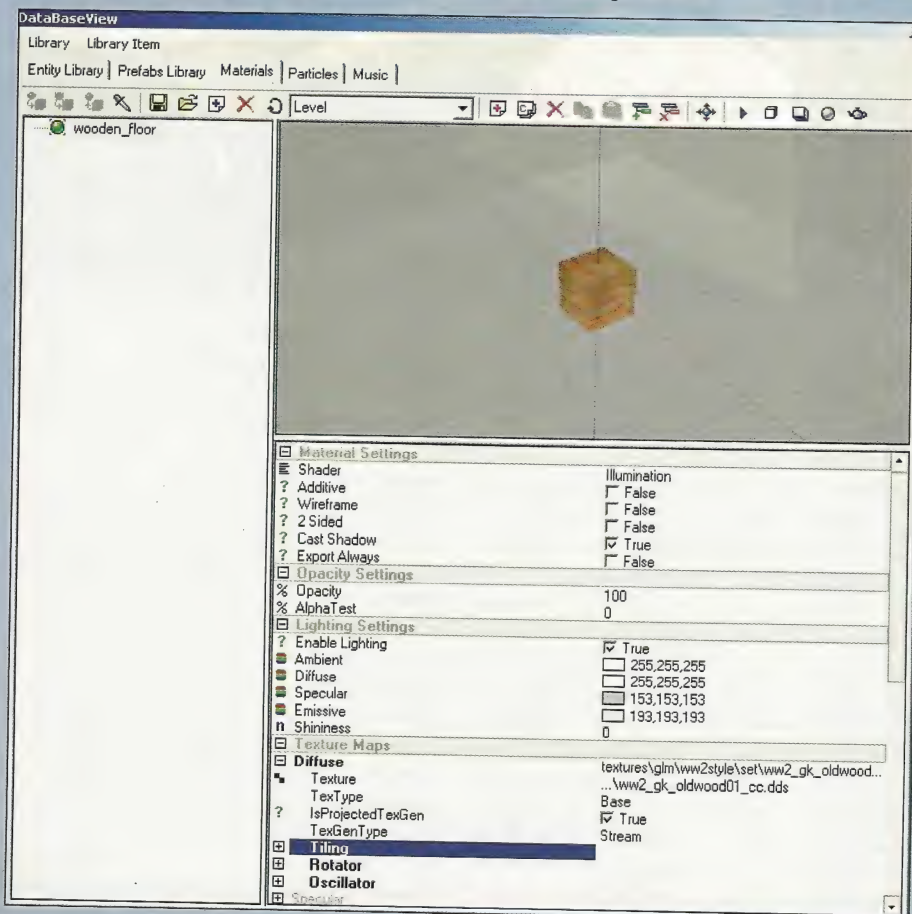 DataBaseView
Library Library Item
Entity Library Prefabs Library Materials Particles Music
Level
wooden_floor
Material Settings
Shader Illumination
Additive False
Wireframe False
2 Sided False
Cast Shadow True
Export Always False
Opacity Settings
Opacity 100
AlphaTest 0
Lighting Settings
Enable Lighting True
Ambient 255,255,255
Diffuse 255,255,255
Specular 153,153,153
Emissive 193,193,193
Shininess 0
Texture Maps
Diffuse textures\glm\ww2style\set\ww2_gk_oldwood...
Texture ...\ww2_gk_oldwood01_cc.dds
TexType Base
IsProjectedTexGen True
TexGenType Stream
Tiling
Rotator
Oscillator
Specular